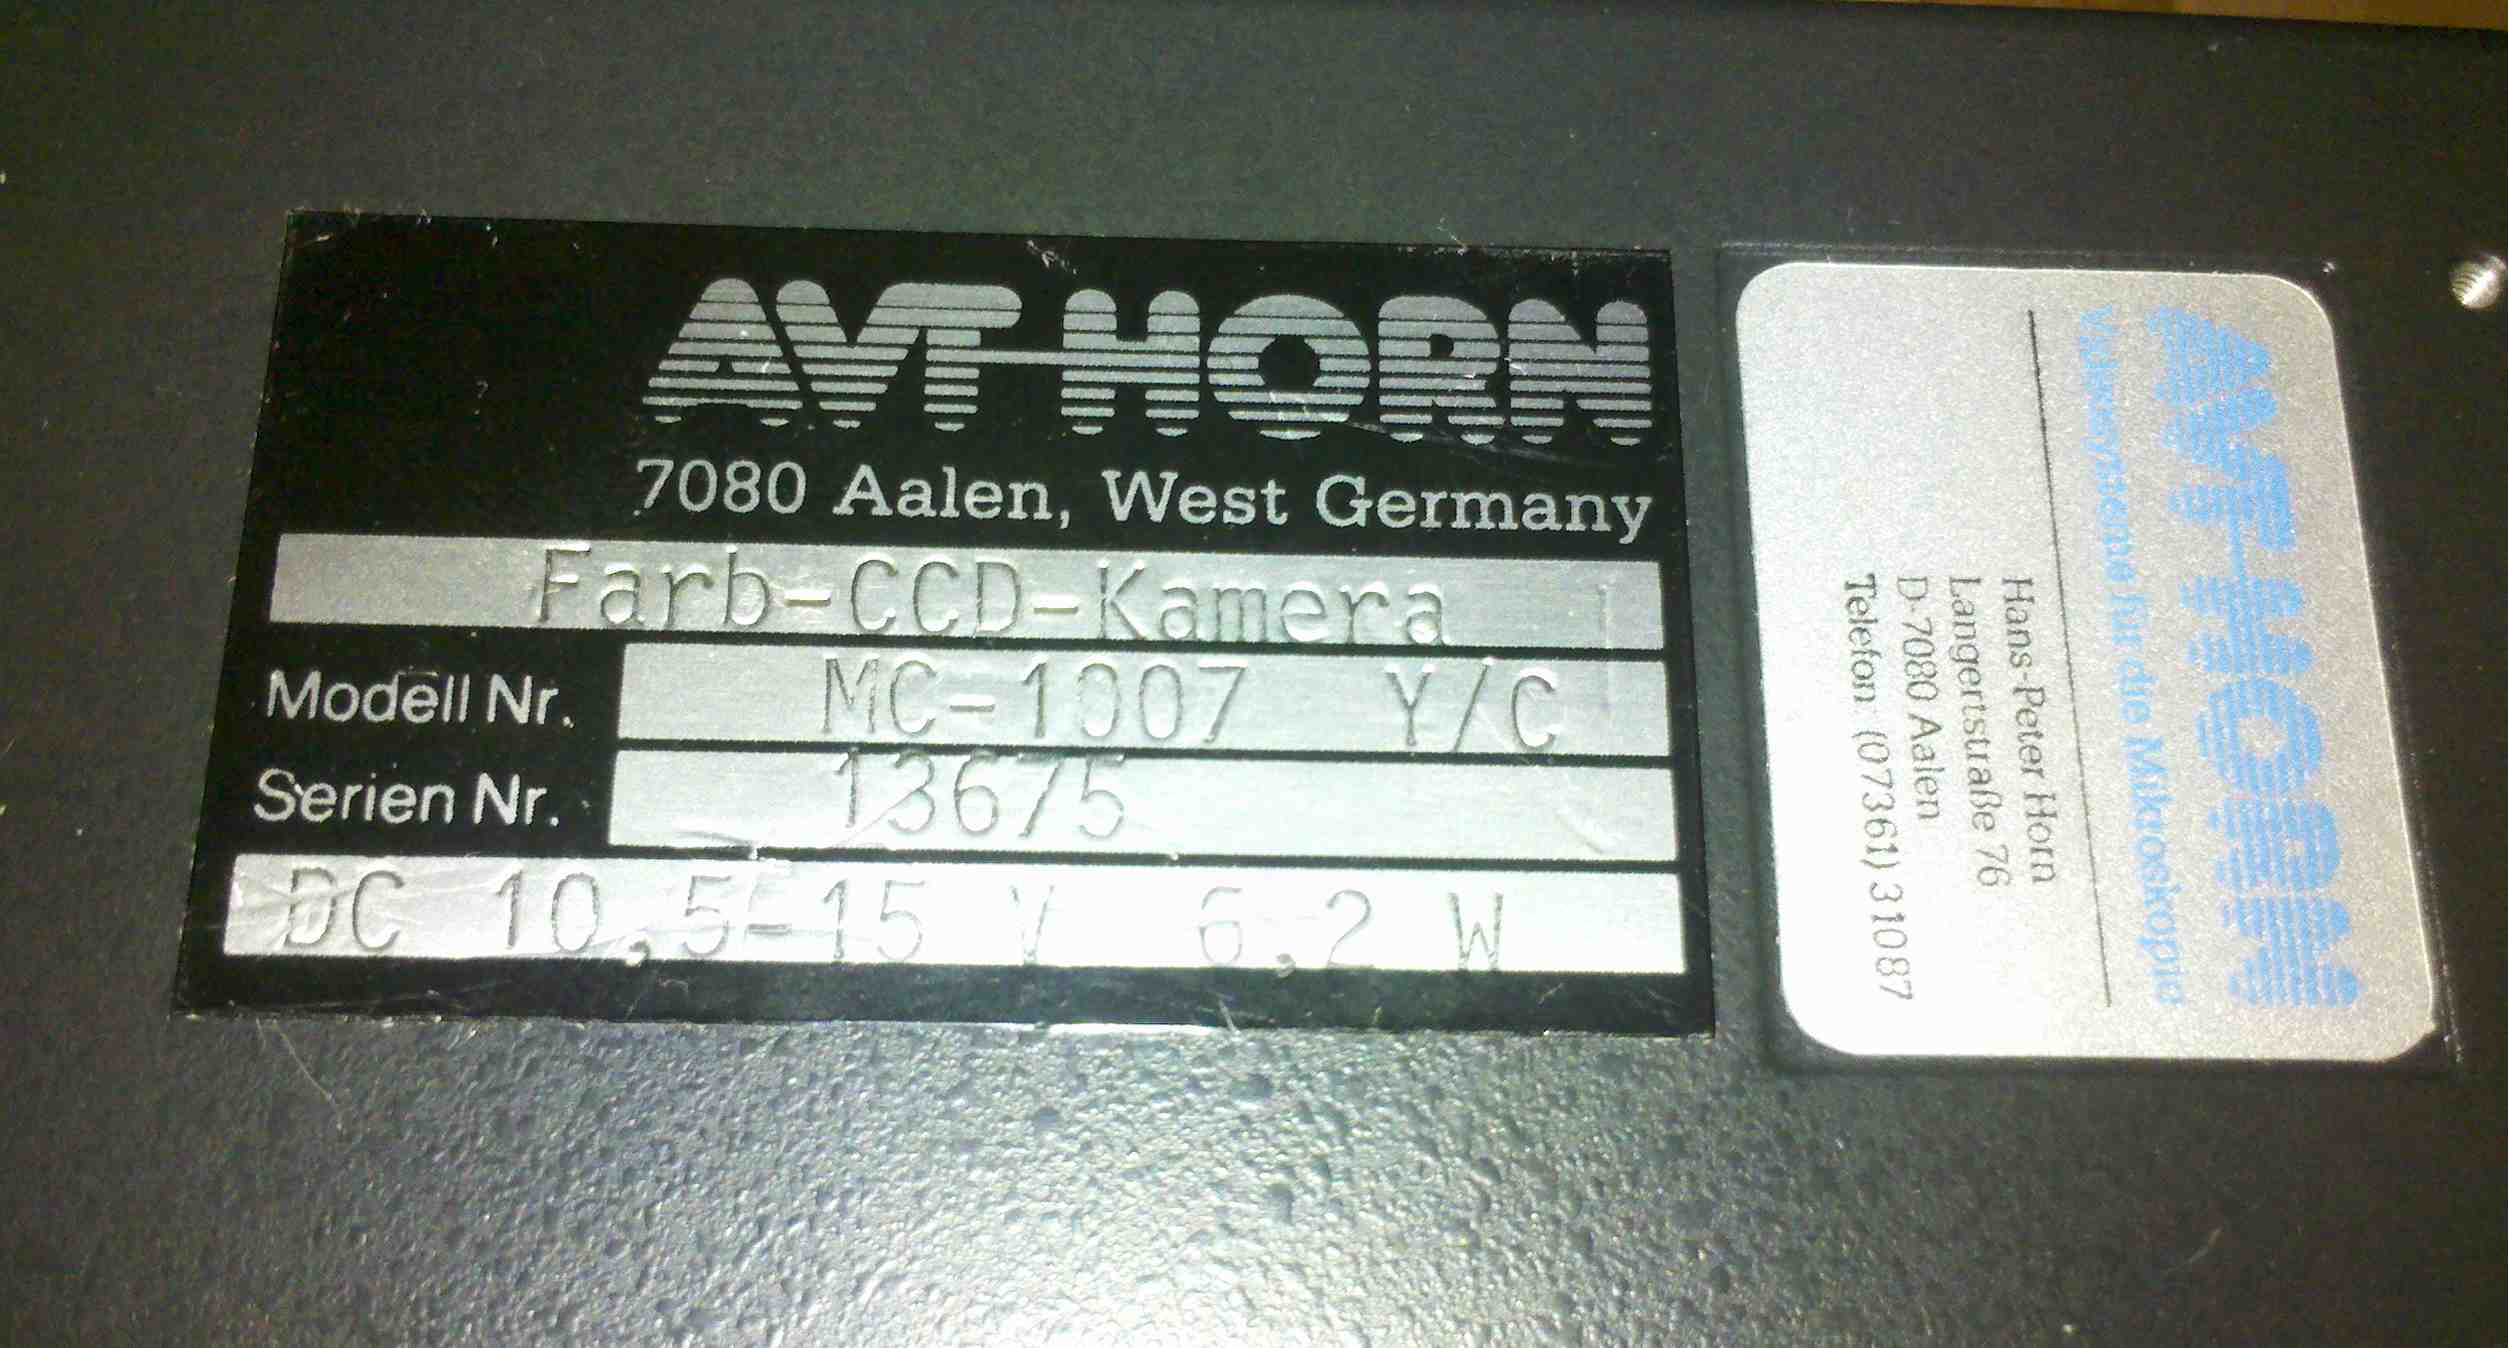 AVT-HORN
7080 Aalen, West Germany
Farb-CCD-Kamera
Modell Nr. MC-1007 Y/C
Serien Nr. 13675
DC 10,5-15 V 6,2 W
AVT-HORN
Videosysteme für die Mikroskopie
Hans-Peter Horn
Langertstraße 76
D-7080 Aalen
Telefon (07361) 31087